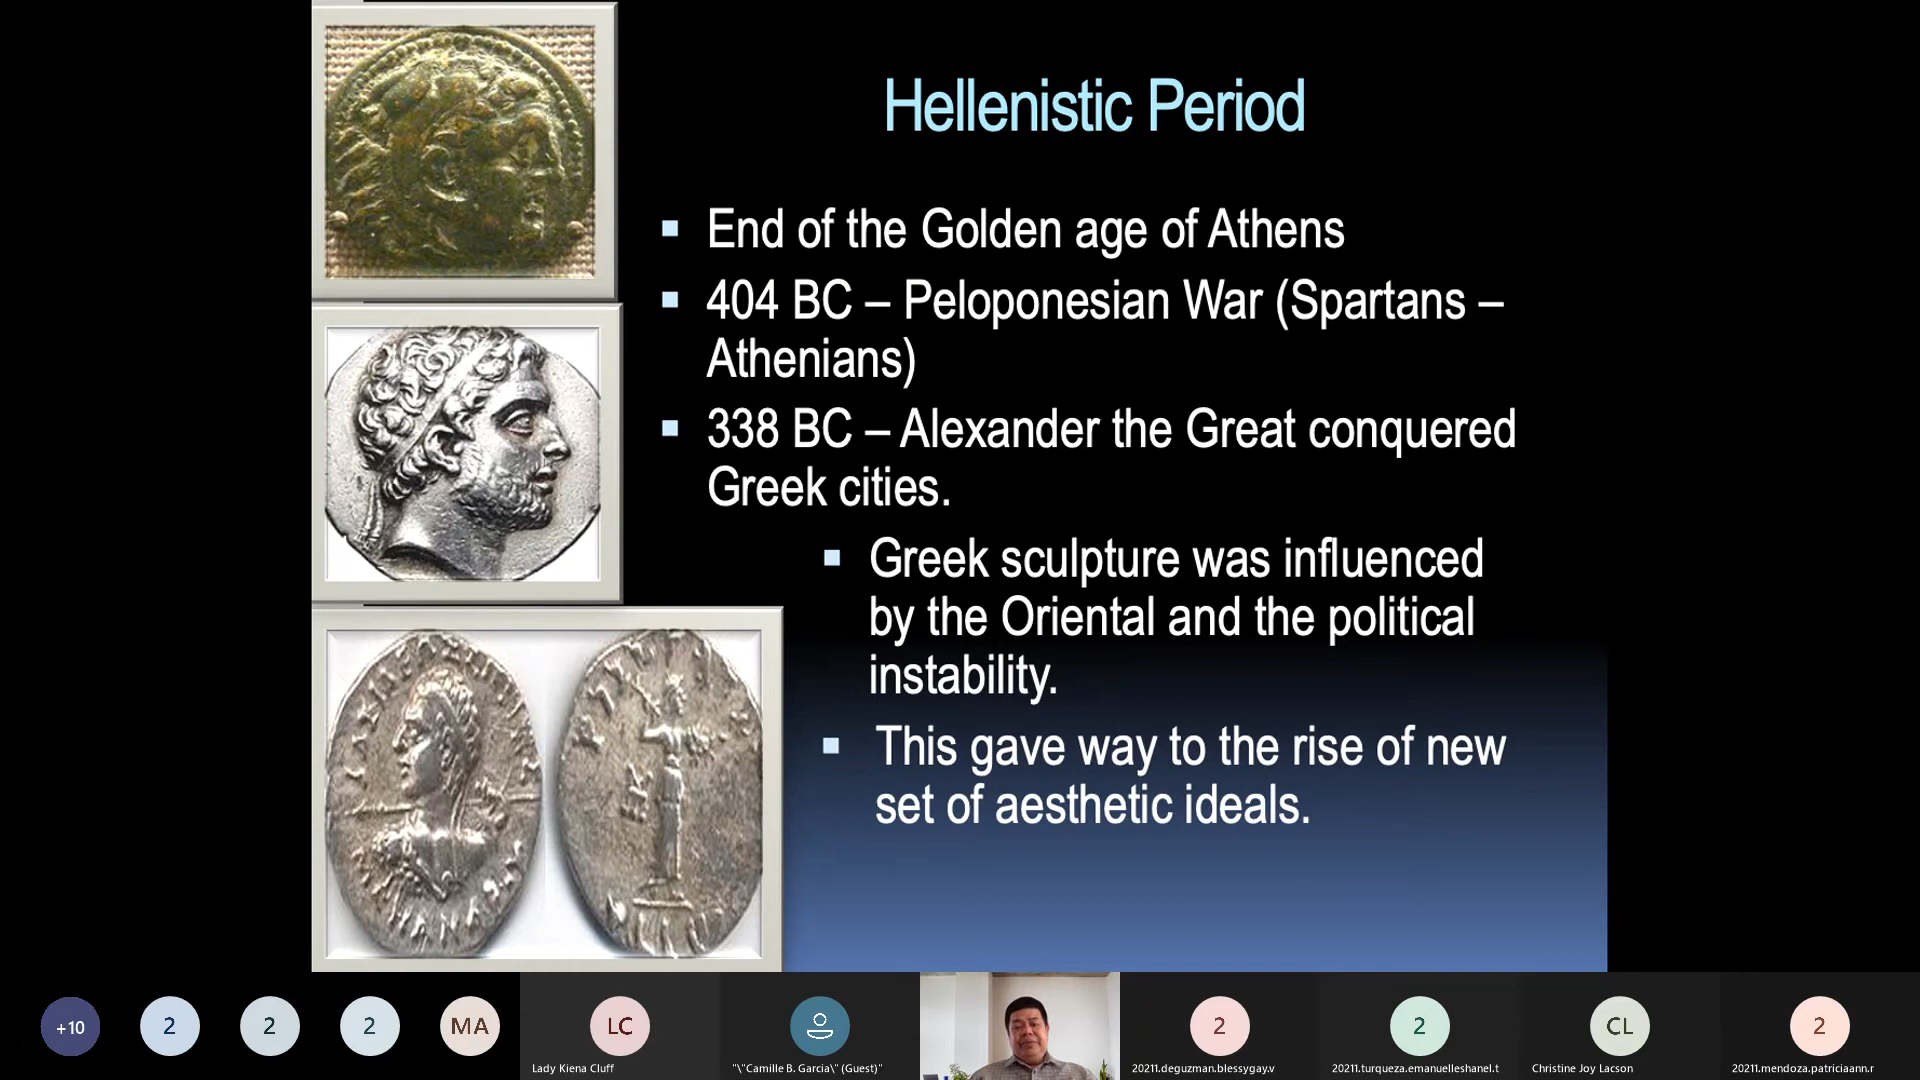 Hellenistic Period
End of the Golden age of Athens
404 BC – Peloponesian War (Spartans –
Athenians)
338 BC – Alexander the Great conquered
Greek cities.
Greek sculpture was influenced
by the Oriental and the political
instability.
This gave way to the rise of new
set of aesthetic ideals.
+10
2
2
2
MA
LC
2
2
CL
2
Lady Kiena Cluff
"\"Camille B. Garcia\" (Guest)"
20211.deguzman.blessygay.v
20211.turqueza.emanuelleshanel.t
Christine Joy Lacson
20211.mendoza.patriciaann.r